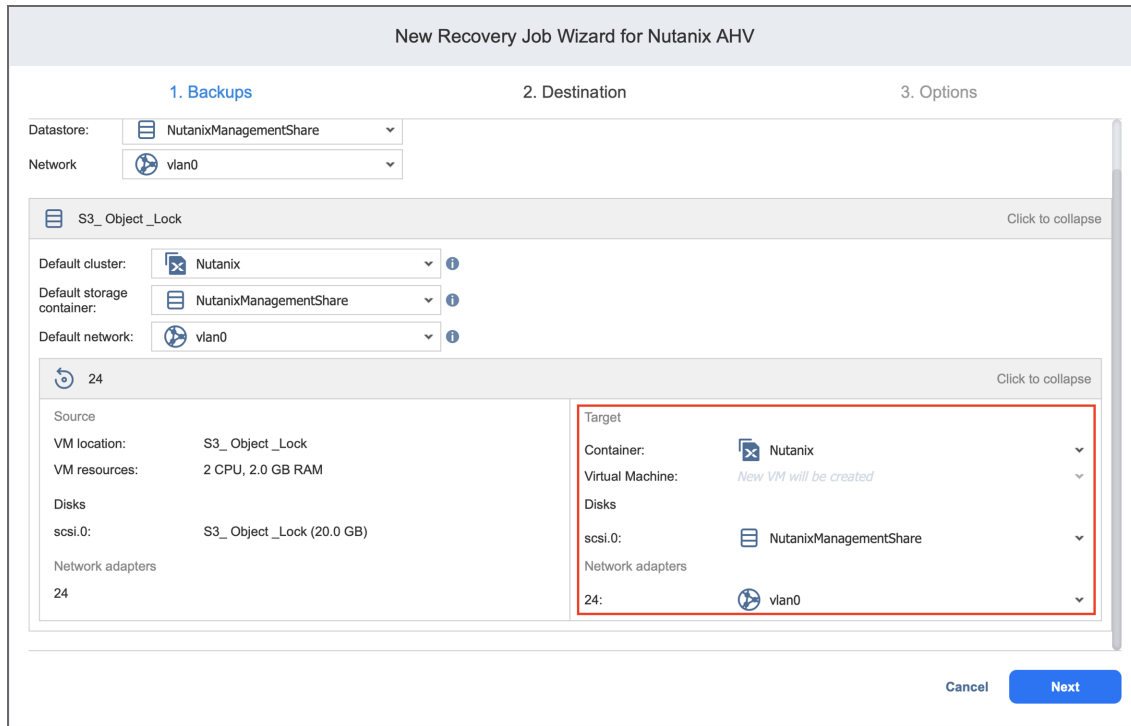 New Recovery Job Wizard for Nutanix AHV
1. Backups 2. Destination 3. Options
Datastore: NutanixManagementShare
Network vlan0
S3_ Object _Lock Click to collapse
Default cluster: Nutanix
Default storage container: NutanixManagementShare
Default network: vlan0
24 Click to collapse
Source
VM location: S3_ Object _Lock
VM resources: 2 CPU, 2.0 GB RAM
Disks
scsi.0: S3_ Object _Lock (20.0 GB)
Network adapters
24
Target
Container: Nutanix
Virtual Machine: New VM will be created
Disks
scsi.0: NutanixManagementShare
Network adapters
24: vlan0
Cancel Next